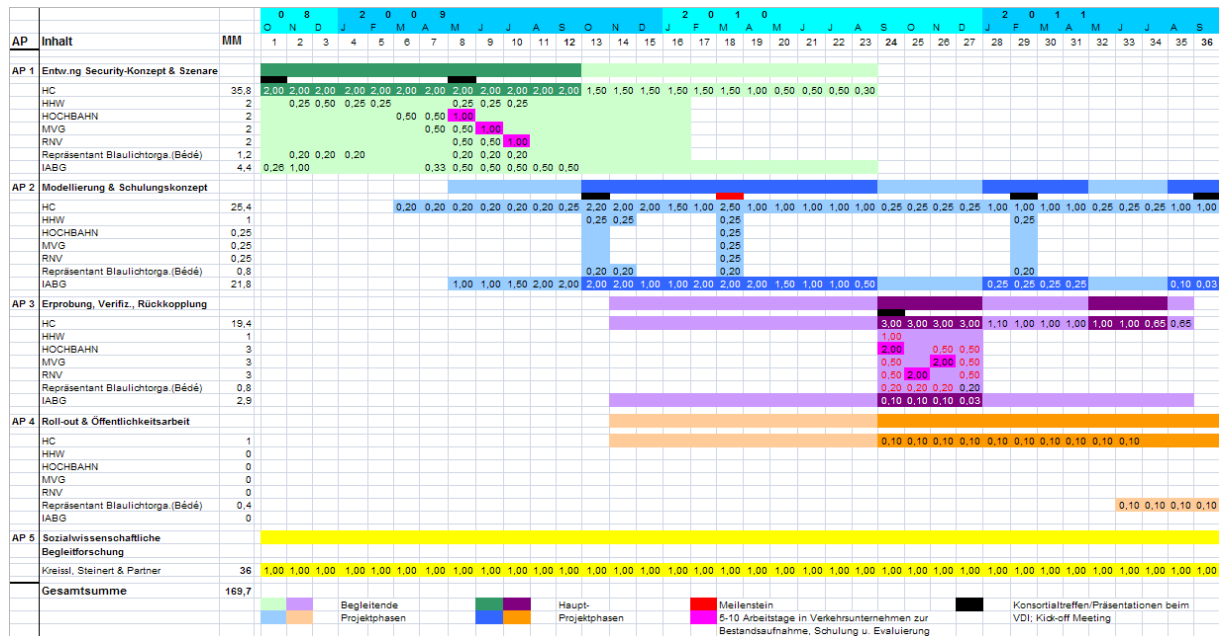 0 8 2 0 0 9 2 0 1 0 2 0 1 1
O N D J F M A M J J A S O N D J F M A M J J A S O N D J F M A M J J A S
AP Inhalt MM 1 2 3 4 5 6 7 8 9 10 11 12 13 14 15 16 17 18 19 20 21 22 23 24 25 26 27 28 29 30 31 32 33 34 35 36
AP 1 Entw.ng Security-Konzept & Szenare
HC 35,8 2,00 2,00 2,00 2,00 2,00 2,00 2,00 2,00 2,00 2,00 2,00 2,00 1,50 1,50 1,50 1,50 1,50 1,50 1,00 0,50 0,50 0,50 0,30
HHW 2 0,25 0,50 0,25 0,25 0,25 0,25 0,25
HOCHBAHN 2 0,50 0,50 1,00
MVG 2 0,50 0,50 1,00
RNV 2 0,50 0,50 1,00
Repräsentant Blaulichtorga.(Bédé) 1,2 0,20 0,20 0,20 0,20 0,20 0,20
IABG 4,4 0,26 1,00 0,33 0,50 0,50 0,50 0,50 0,50
AP 2 Modellierung & Schulungskonzept
HC 25,4 0,20 0,20 0,20 0,20 0,20 0,20 0,25 2,20 2,00 2,00 1,50 1,00 2,50 1,00 1,00 1,00 1,00 1,00 0,25 0,25 0,25 0,25 1,00 1,00 1,00 1,00 0,25 0,25 0,25 1,00 1,00
HHW 1 0,25 0,25 0,25 0,25
HOCHBAHN 0,25 0,25
MVG 0,25 0,25
RNV 0,25 0,25
Repräsentant Blaulichtorga.(Bédé) 0,8 0,20 0,20 0,20 0,20
IABG 21,8 1,00 1,00 1,50 2,00 2,00 2,00 2,00 1,00 1,00 2,00 2,00 2,00 1,50 1,00 1,00 0,50 0,25 0,25 0,25 0,25 0,10 0,03
AP 3 Erprobung, Verifiz., Rückkopplung
HC 19,4 3,00 3,00 3,00 3,00 1,10 1,00 1,00 1,00 1,00 1,00 0,65 0,65
HHW 1 1,00
HOCHBAHN 3 2,00 0,50 0,50
MVG 3 0,50 2,00 0,50
RNV 3 0,50 2,00 0,50
Repräsentant Blaulichtorga.(Bédé) 0,8 0,20 0,20 0,20 0,20
IABG 2,9 0,10 0,10 0,10 0,03
AP 4 Roll-out & Öffentlichkeitsarbeit
HC 1 0,10 0,10 0,10 0,10 0,10 0,10 0,10 0,10 0,10 0,10
HHW 0
HOCHBAHN 0
MVG 0
RNV 0
Repräsentant Blaulichtorga.(Bédé) 0,4 0,10 0,10 0,10 0,10
IABG 0
AP 5 Sozialwissenschaftliche
Begleitforschung
Kreissl, Steinert & Partner 36 1,00 1,00 1,00 1,00 1,00 1,00 1,00 1,00 1,00 1,00 1,00 1,00 1,00 1,00 1,00 1,00 1,00 1,00 1,00 1,00 1,00 1,00 1,00 1,00 1,00 1,00 1,00 1,00 1,00 1,00 1,00 1,00 1,00 1,00 1,00 1,00
Gesamtsumme 169,7
Begleitende Haupt- Meilenstein Konsortialtreffen/Präsentationen beim
Projektphasen Projektphasen 5-10 Arbeitstage in Verkehrsunternehmen zur VDI; Kick-off Meeting
Bestandsaufnahme, Schulung u. Evaluierung